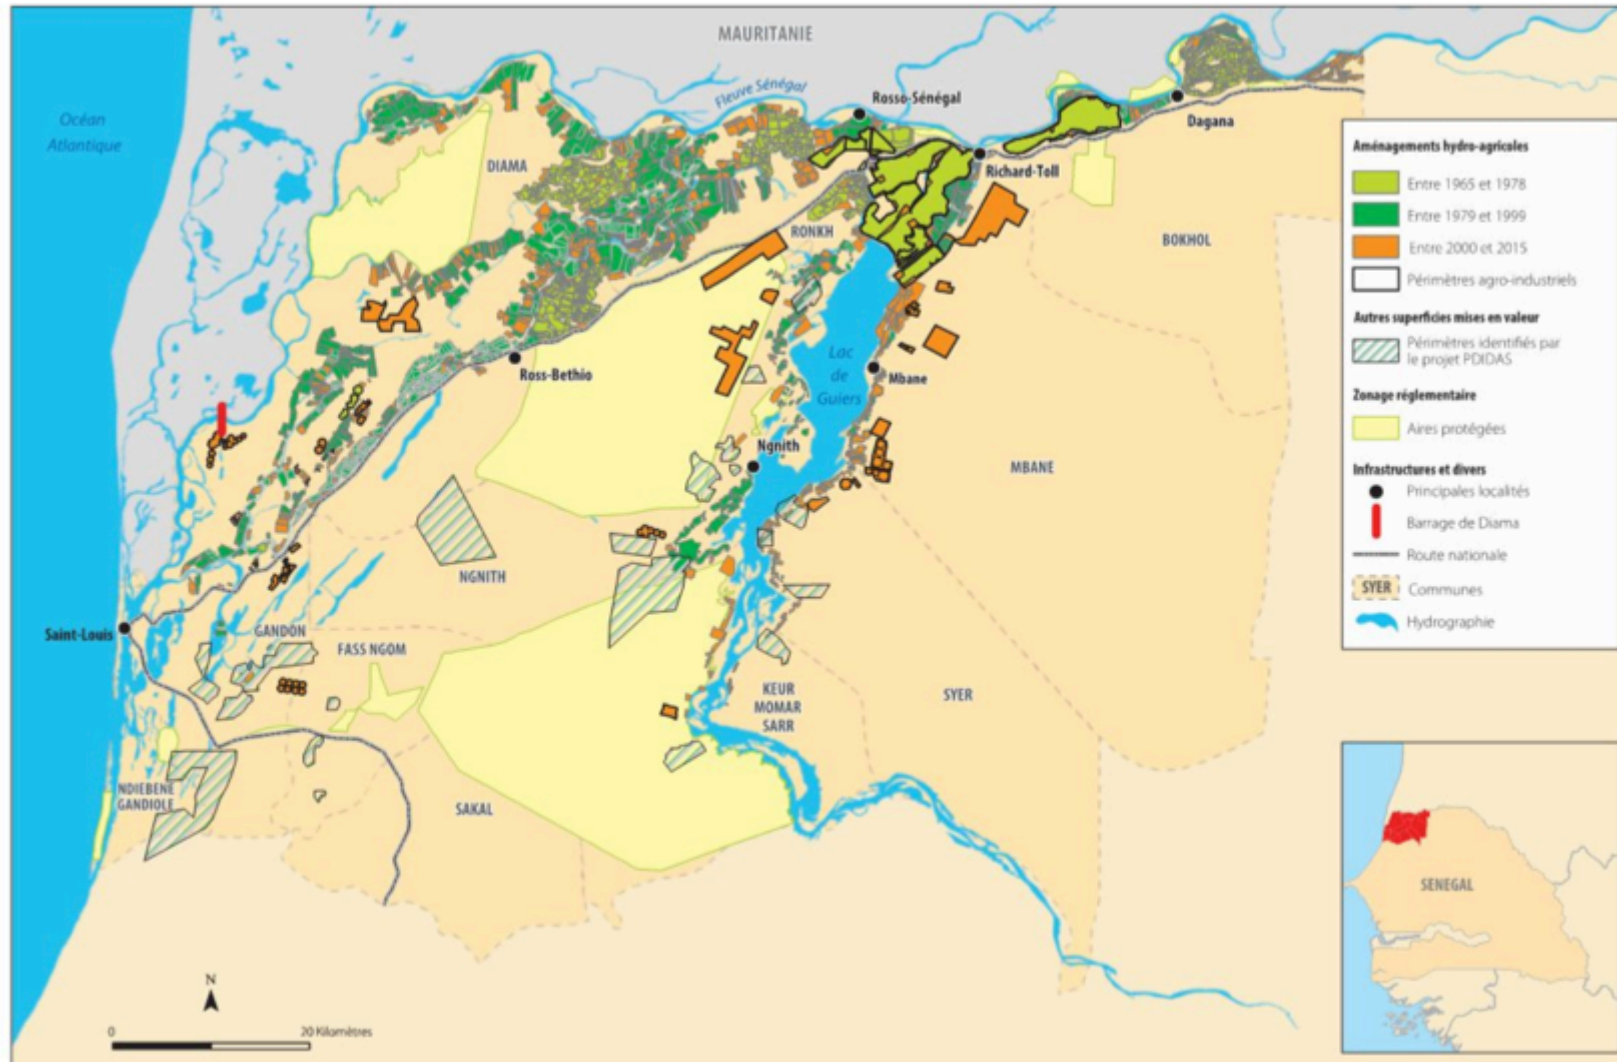 MAURITANIE
Océan
Atlantique
Fleuve Sénégal
Rosso-Sénégal
Dagana
DIAMA
Richard-Toll
RONKH
BOKHOL
Ross-Bethio
Lac
de
Guiers
Mbane
Ngnith
MBANE
NGNITH
Saint-Louis
GANDON
FASS NGOM
KEUR
MOMAR
SARR
SYER
NDIEBENE
GANDIOLE
SAKAL
N
0 20 Kilomètres
Aménagements hydro-agricoles
Entre 1965 et 1978
Entre 1979 et 1999
Entre 2000 et 2015
Périmètres agro-industriels
Autres superficies mises en valeur
Périmètres identifiés par
le projet PDIDAS
Zonage réglementaire
Aires protégées
Infrastructures et divers
Principales localités
Barrage de Diama
Route nationale
SYER Communes
Hydrographie
SENEGAL